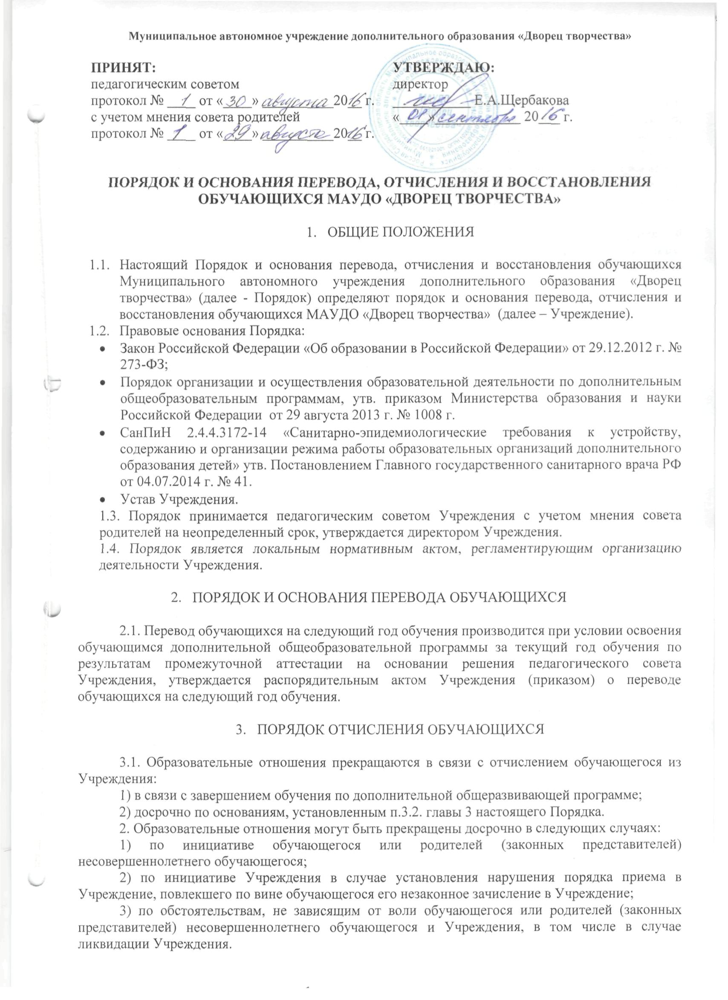 Муниципальное автономное учреждение дополнительного образования «Дворец творчества»
ПРИНЯТ:
педагогическим советом
протокол № 1 от «30» августа 2016 г.
с учетом мнения совета родителей
протокол № 1 от «29» августа 2016 г.
УТВЕРЖДАЮ:
директор
Е.А.Щербакова
«01» сентября 2016 г.
ПОРЯДОК И ОСНОВАНИЯ ПЕРЕВОДА, ОТЧИСЛЕНИЯ И ВОССТАНОВЛЕНИЯ
ОБУЧАЮЩИХСЯ МАУДО «ДВОРЕЦ ТВОРЧЕСТВА»
1. ОБЩИЕ ПОЛОЖЕНИЯ
1.1. Настоящий Порядок и основания перевода, отчисления и восстановления обучающихся
Муниципального автономного учреждения дополнительного образования «Дворец
творчества» (далее - Порядок) определяют порядок и основания перевода, отчисления и
восстановления обучающихся МАУДО «Дворец творчества» (далее – Учреждение).
1.2. Правовые основания Порядка:
• Закон Российской Федерации «Об образовании в Российской Федерации» от 29.12.2012 г. №
273-ФЗ;
• Порядок организации и осуществления образовательной деятельности по дополнительным
общеобразовательным программам, утв. приказом Министерства образования и науки
Российской Федерации от 29 августа 2013 г. № 1008 г.
• СанПиН 2.4.4.3172-14 «Санитарно-эпидемиологические требования к устройству,
содержанию и организации режима работы образовательных организаций дополнительного
образования детей» утв. Постановлением Главного государственного санитарного врача РФ
от 04.07.2014 г. № 41.
• Устав Учреждения.
1.3. Порядок принимается педагогическим советом Учреждения с учетом мнения совета
родителей на неопределенный срок, утверждается директором Учреждения.
1.4. Порядок является локальным нормативным актом, регламентирующим организацию
деятельности Учреждения.
2. ПОРЯДОК И ОСНОВАНИЯ ПЕРЕВОДА ОБУЧАЮЩИХСЯ
2.1. Перевод обучающихся на следующий год обучения производится при условии освоения
обучающимся дополнительной общеобразовательной программы за текущий год обучения по
результатам промежуточной аттестации на основании решения педагогического совета
Учреждения, утверждается распорядительным актом Учреждения (приказом) о переводе
обучающихся на следующий год обучения.
3. ПОРЯДОК ОТЧИСЛЕНИЯ ОБУЧАЮЩИХСЯ
3.1. Образовательные отношения прекращаются в связи с отчислением обучающегося из
Учреждения:
1) в связи с завершением обучения по дополнительной общеразвивающей программе;
2) досрочно по основаниям, установленным п.3.2. главы 3 настоящего Порядка.
2. Образовательные отношения могут быть прекращены досрочно в следующих случаях:
1) по инициативе обучающегося или родителей (законных представителей)
несовершеннолетнего обучающегося;
2) по инициативе Учреждения в случае установления нарушения порядка приема в
Учреждение, повлекшего по вине обучающегося его незаконное зачисление в Учреждение;
3) по обстоятельствам, не зависящим от воли обучающегося или родителей (законных
представителей) несовершеннолетнего обучающегося и Учреждения, в том числе в случае
ликвидации Учреждения.